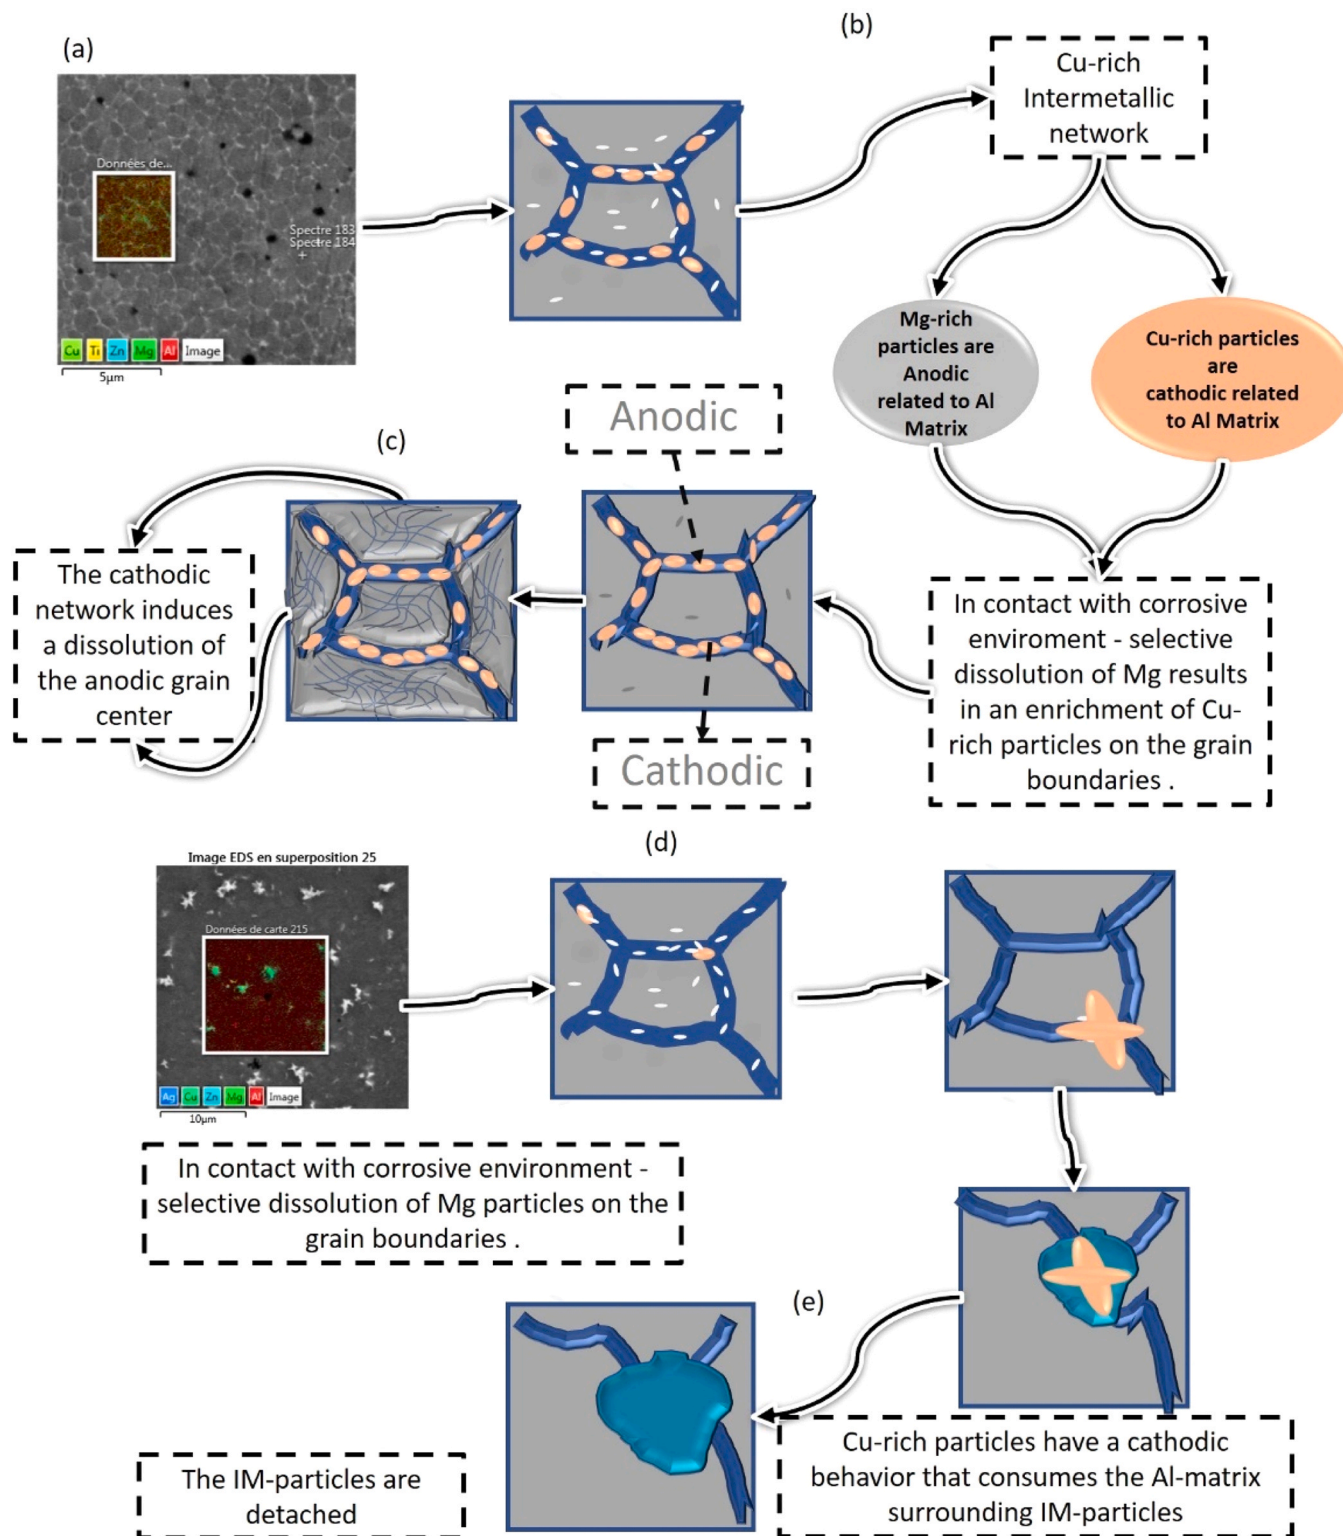 (a)
(b)
Données de...
Spectre 183
Spectre 184
Cu Ti Zn Mg Al Image
5μm
Cu-rich
Intermetallic
network
Mg-rich
particles are
Anodic
related to Al
Matrix
Cu-rich particles
are
cathodic related
to Al Matrix
Anodic
(c)
The cathodic
network induces
a dissolution of
the anodic grain
center
Cathodic
In contact with corrosive
enviroment - selective
dissolution of Mg results
in an enrichment of Cu-
rich particles on the grain
boundaries .
(d)
Image EDS en superposition 25
Données de carte 215
Ag Cu Zn Mg Al Image
10μm
In contact with corrosive environment -
selective dissolution of Mg particles on the
grain boundaries .
(e)
The IM-particles are
detached
Cu-rich particles have a cathodic
behavior that consumes the Al-matrix
surrounding IM-particles